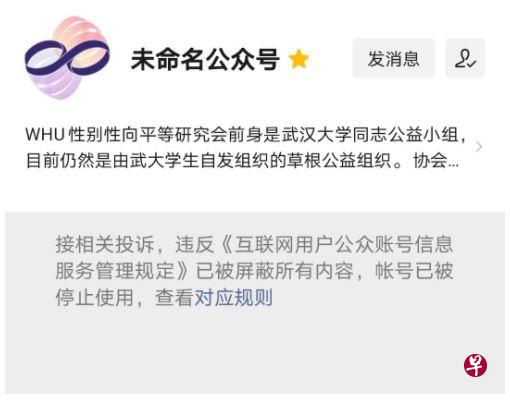 未命名公众号
发消息
WHU性别性向平等研究会前身是武汉大学同志公益小组，
目前仍然是由武大学生自发组织的草根公益组织。协会...
接相关投诉，违反《互联网用户公众账号信息
服务管理规定》已被屏蔽所有内容，帐号已被
停止使用，查看对应规则
早